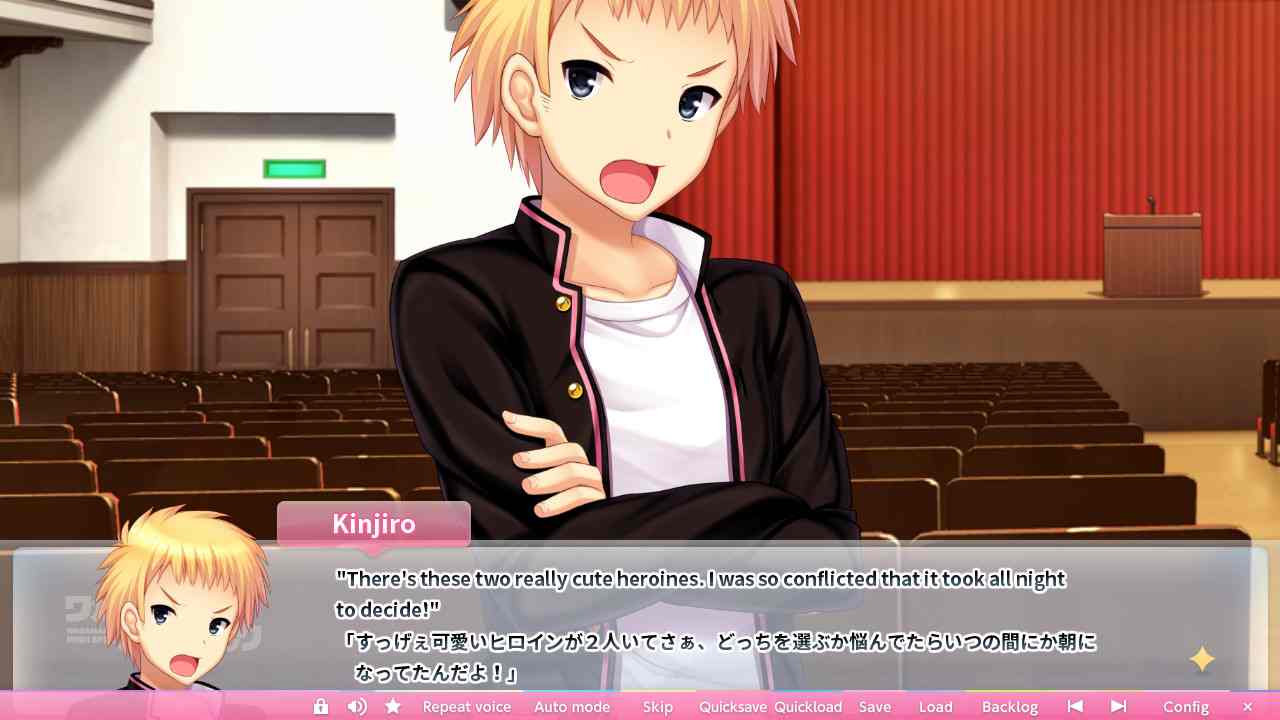 Kinjiro
"There's these two really cute heroines. I was so conflicted that it took all night
to decide!"
「すっげぇ可愛いヒロインが２人いてさぁ、どっちを選ぶか悩んでたらいつの間にか朝に
なってたんだよ！」
Repeat voice Auto mode Skip Quicksave Quickload Save Load Backlog Config ×